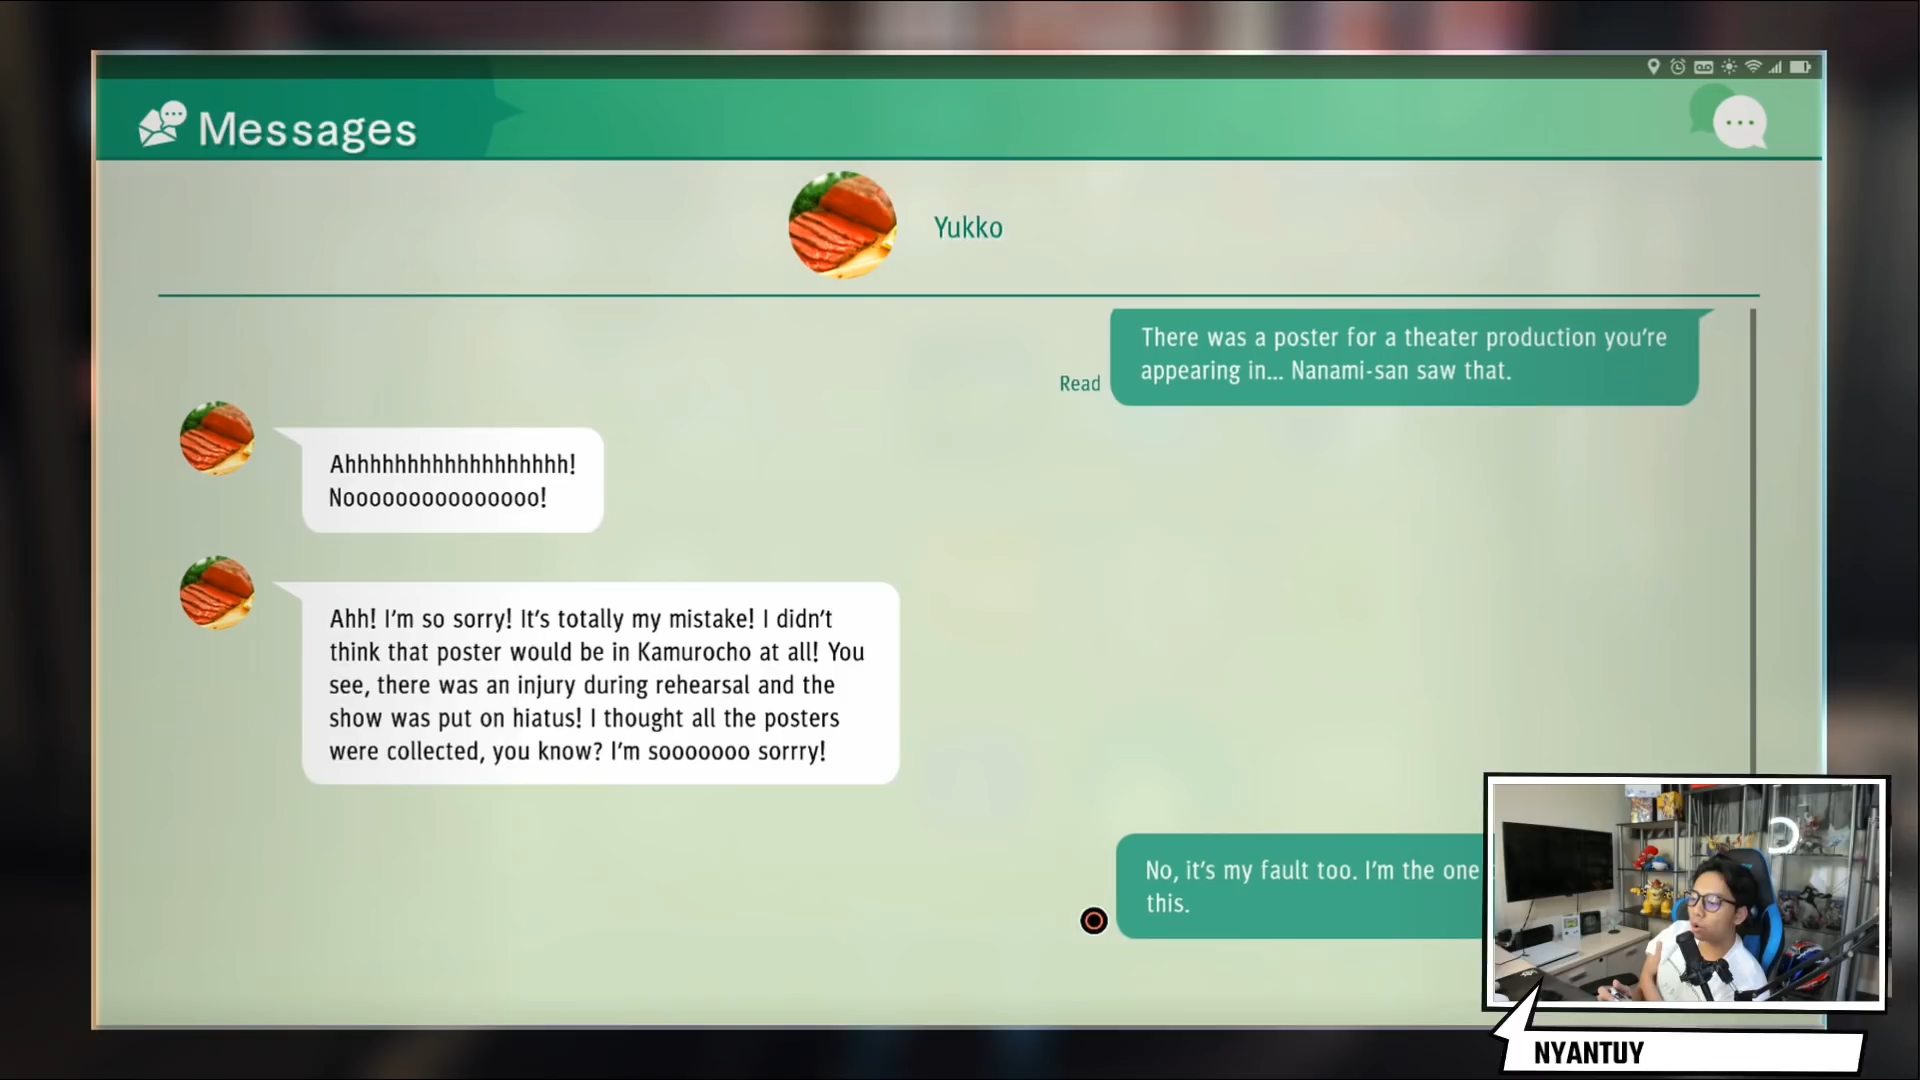 Messages
Yukko
There was a poster for a theater production you're
appearing in... Nanami-san saw that.
Read
Ahhhhhhhhhhhhhhhhhh!
Nooooooooooooooo!
Ahh! I'm so sorry! It's totally my mistake! I didn't
think that poster would be in Kamurocho at all! You
see, there was an injury during rehearsal and the
show was put on hiatus! I thought all the posters
were collected, you know? I'm sooooooo sorrry!
No, it's my fault too. I'm the one
this.
NYANTUY